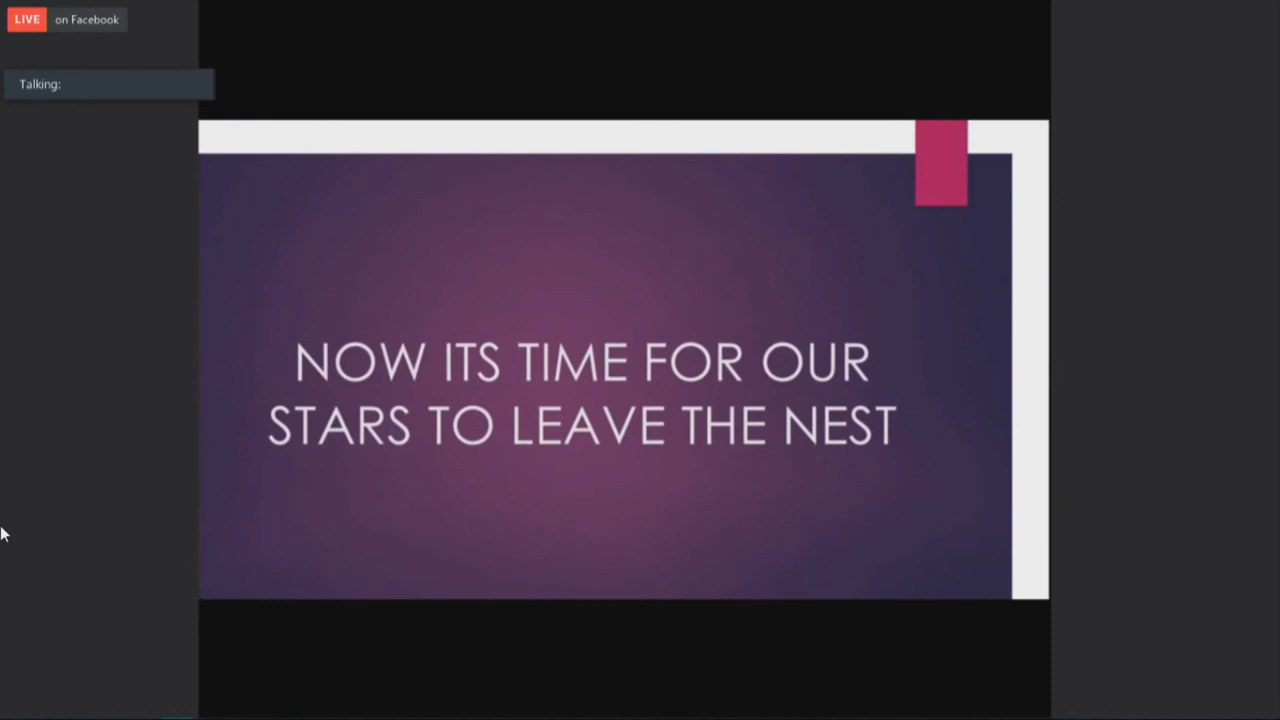 LIVE on Facebook
Talking:
NOW ITS TIME FOR OUR
STARS TO LEAVE THE NEST